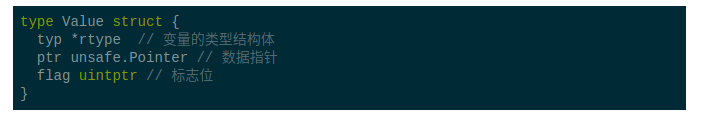 type Value struct {
  typ *rtype  // 变量的类型结构体
  ptr unsafe.Pointer // 数据指针
  flag uintptr // 标志位
}